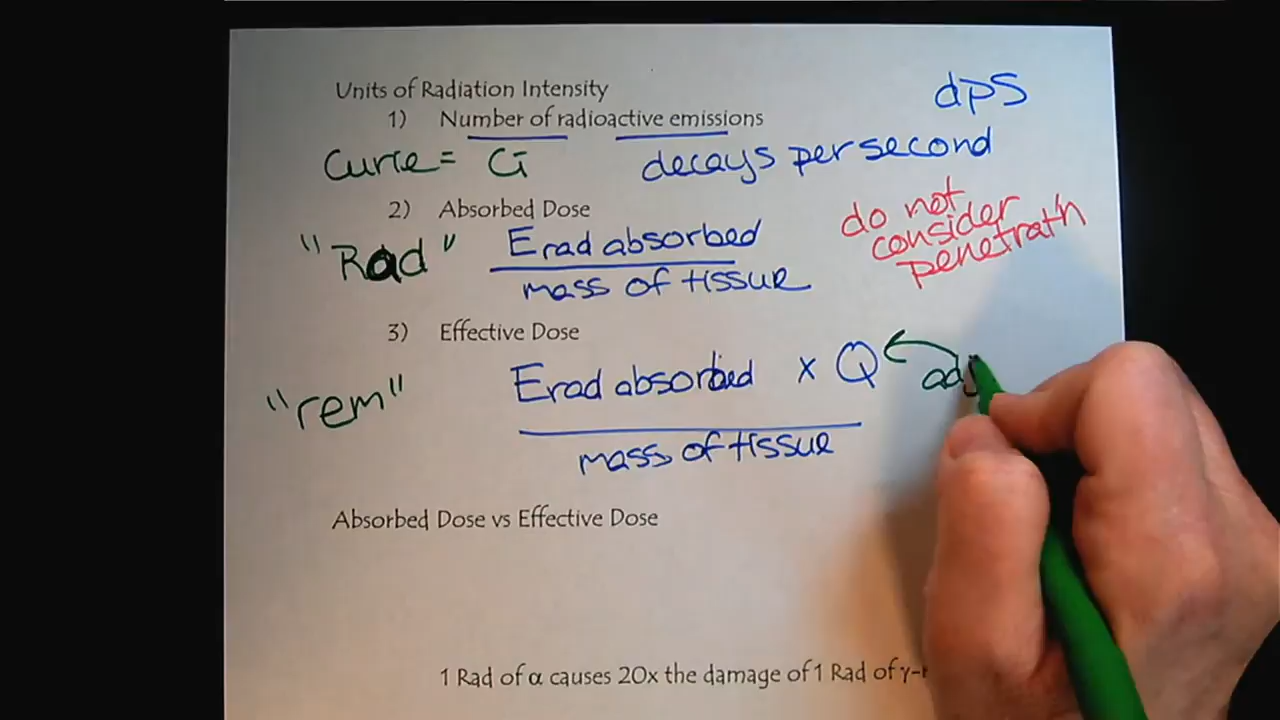 Units of Radiation Intensity
dps
1) Number of radioactive emissions
Curie = Ci
decays per second
2) Absorbed Dose
do not
consider
penetrat'n
"Rad"
Erad absorbed
mass of tissue
3) Effective Dose
"rem"
Erad absorbed x Q
mass of tissue
Absorbed Dose vs Effective Dose
1 Rad of α causes 20x the damage of 1 Rad of γ-